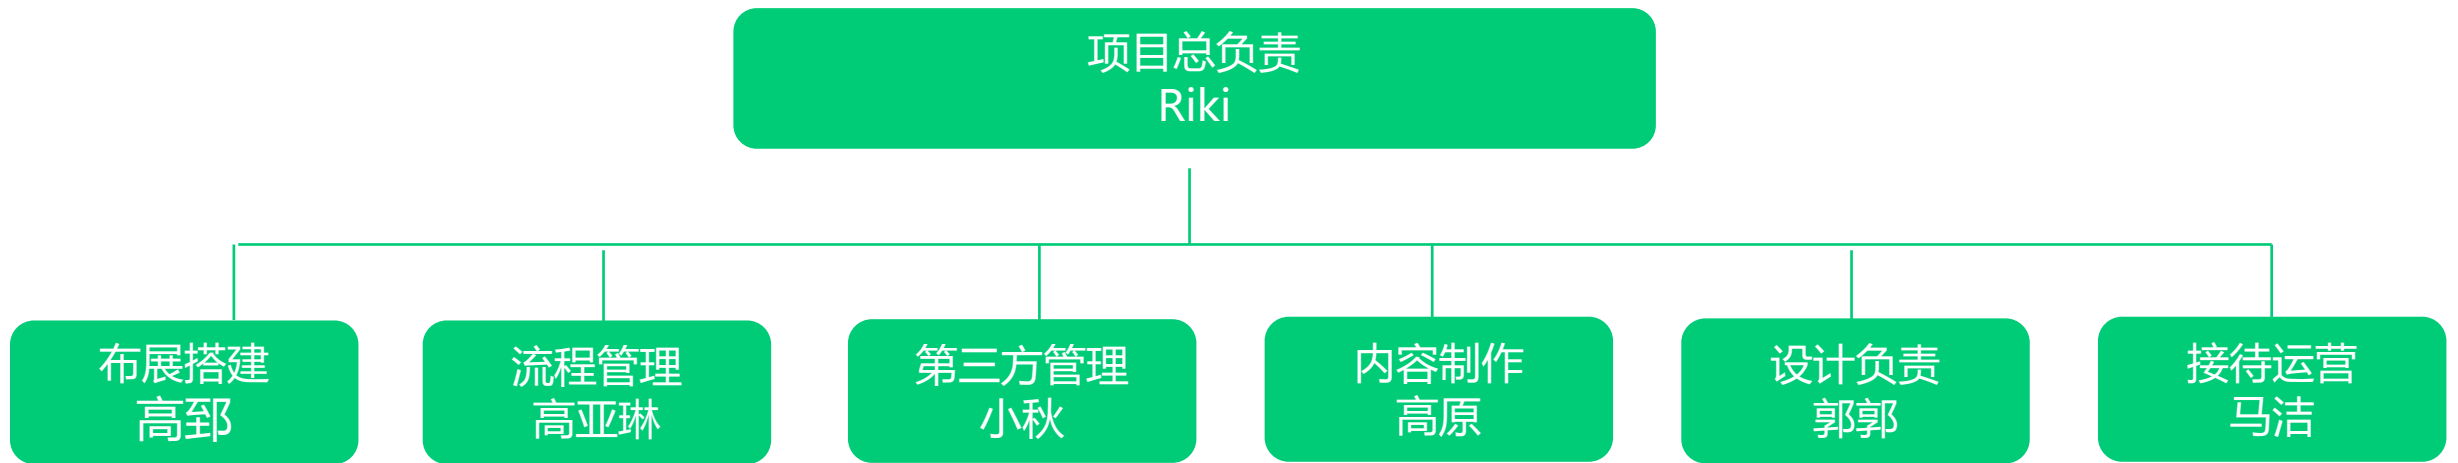 项目总负责
Riki
布展搭建
高郅
流程管理
高亚琳
第三方管理
小秋
内容制作
高原
设计负责
郭郭
接待运营
马洁